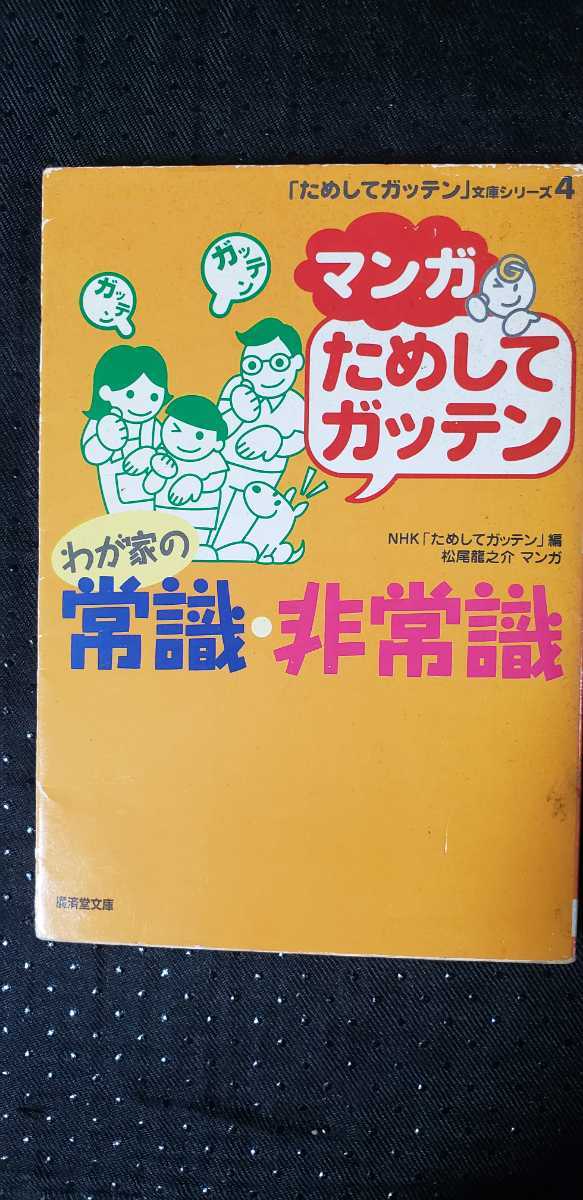 「ためしてガッテン」文庫シリーズ4
マンガ
ためして
ガッテン
ガッテン
ガッテン
NHK「ためしてガッテン」編
松尾龍之介 マンガ
わが家の
常識・非常識
廣済堂文庫